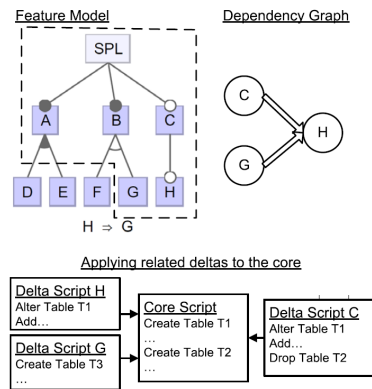 Feature Model
Dependency Graph
SPL
A
B
C
D
E
F
G
H
H ⇒ G
C
G
H
Applying related deltas to the core
Delta Script H
Alter Table T1
Add…
Delta Script G
Create Table T3
…
Core Script
Create Table T1
…
Create Table T2
…
Delta Script C
Alter Table T1
Add…
Drop Table T2